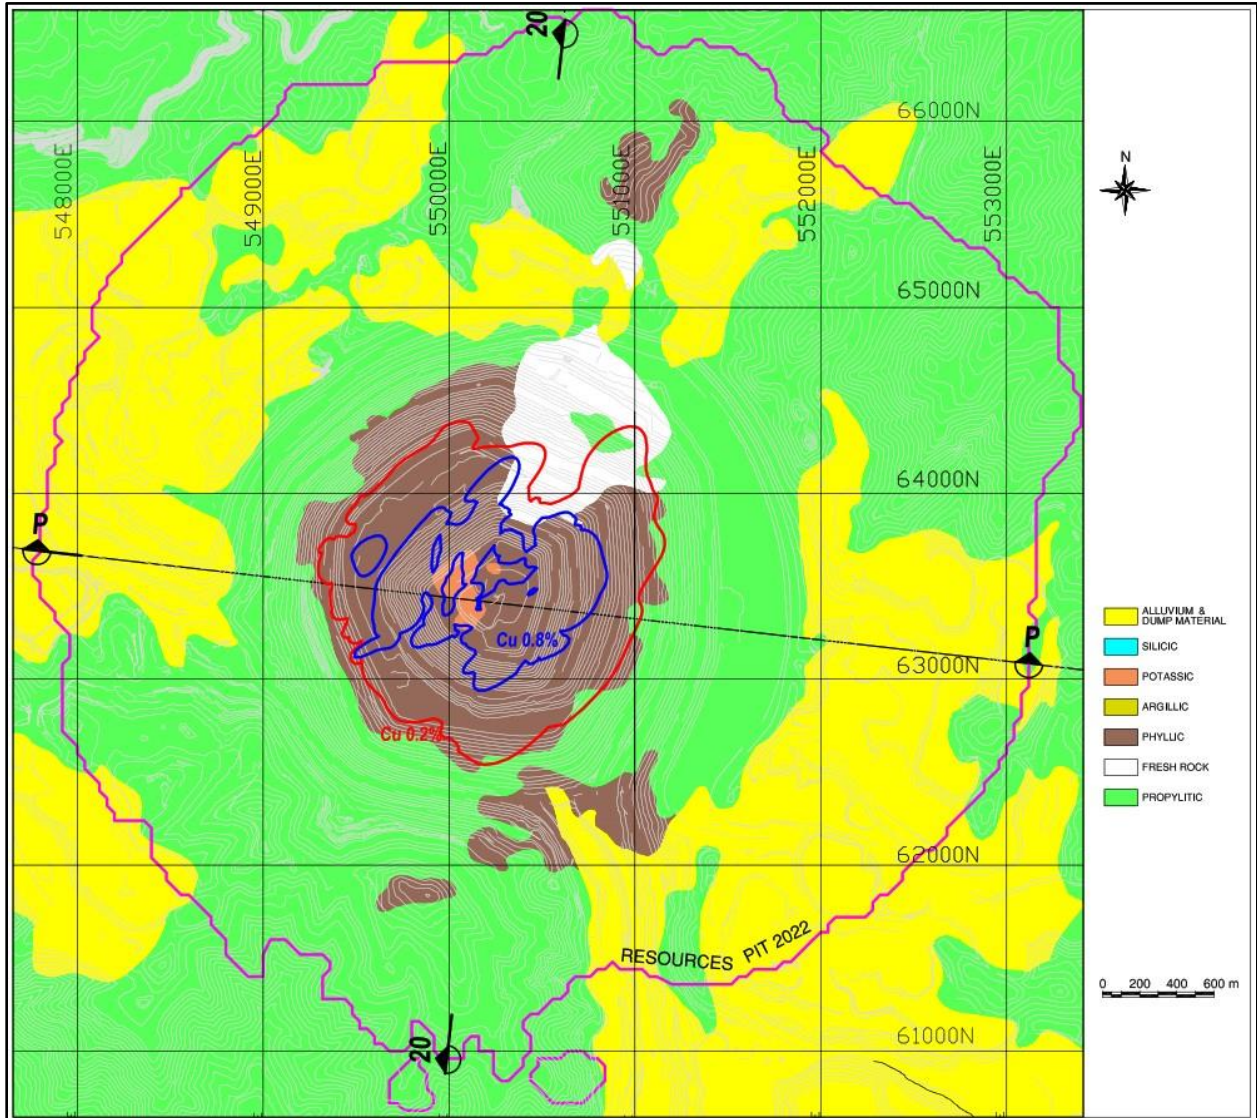 20
N
548000E
549000E
550000E
551000E
552000E
553000E
66000N
65000N
64000N
P
Cu 0.8%
P
63000N
Cu 0.2%
62000N
RESOURCES PIT 2022
61000N
20
ALLUVIUM &
DUMP MATERIAL
SILICIC
POTASSIC
ARGILLIC
PHYLLIC
FRESH ROCK
PROPYLITIC
0 200 400 600 m